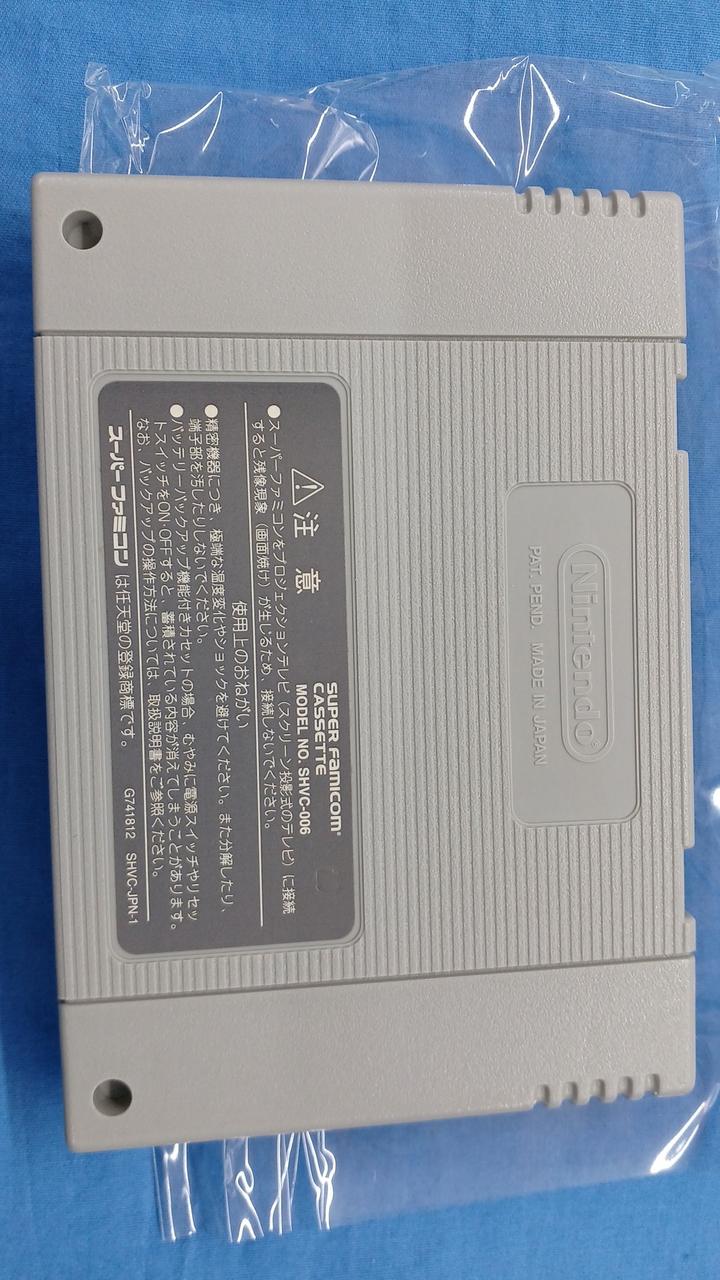 Nintendo®
PAT. PEND. MADE IN JAPAN
SUPER FAMICOM®
CASSETTE
MODEL NO. SHVC-006
⚠注意
●スーパーファミコンをプロジェクションテレビ(スクリーン投影式のテレビ)に接続
すると残像現象(画面焼け)が生じるため、接続しないでください。
使用上のおねがい
●精密機器につき、極端な温度変化やショックを避けてください。また分解したり、
端子部を汚したりしないでください。
●バッテリーバックアップ機能付きカセットの場合、むやみに電源スイッチやリセッ
トスイッチをON・OFFすると、蓄積されている内容が消えてしまうことがあります。
なお、バックアップの操作方法については、取扱説明書をご参照ください。
スーパーファミコンは任天堂の登録商標です。
G741812 SHVC-JPN-1